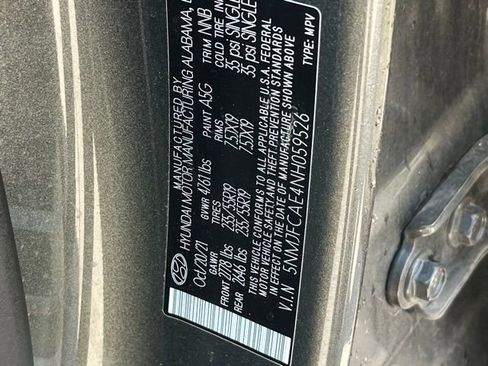 MANUFACTURED BY
HYUNDAI MOTOR MANUFACTURING ALABAMA,
Oct/20/21 PAINT A5G TRIM NNB
GVWR 4761 lbs COLD TIRE
GAWR TIRES RIMS 35 psi SINGLE
FRONT 2778 lbs 235/55R19 7.5JX19 35 psi SINGLE
REAR 2646 lbs 235/55R19 7.5JX19
THIS VEHICLE CONFORMS TO ALL APPLICABLE U.S.A. FEDERAL
MOTOR VEHICLE SAFETY AND THEFT PREVENTION STANDARDS
IN EFFECT ON THE DATE OF MANUFACTURE SHOWN ABOVE
V.I.N 5NMJFCAE4NH059526 TYPE: MPV